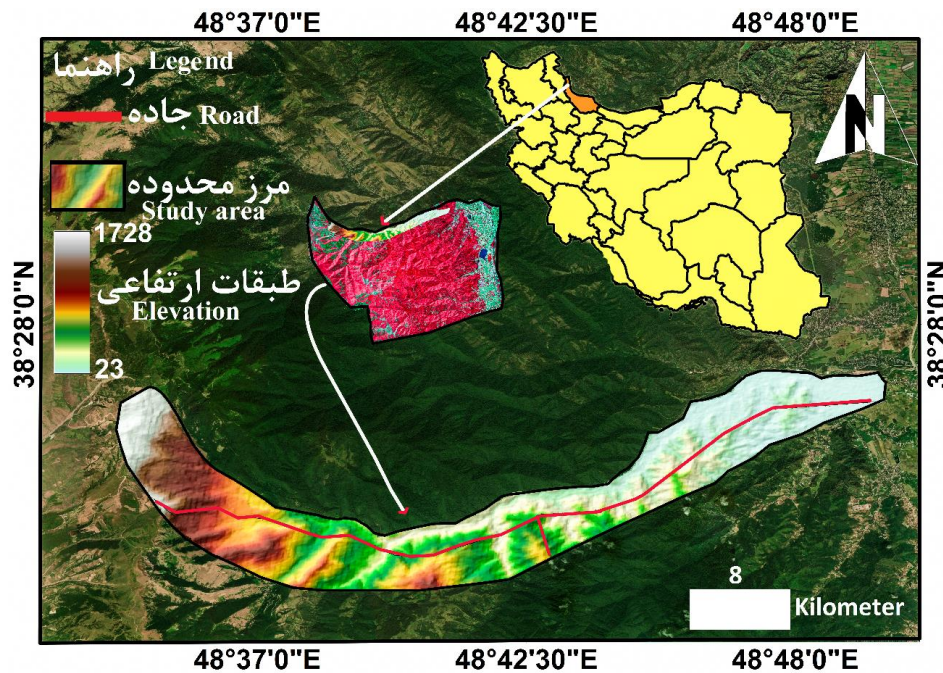 48°37'0"E 48°42'30"E 48°48'0"E
راهنما Legend
جاده Road
N
مرز محدوده
Study area
1728
طبقات ارتفاعی
Elevation
23
38°28'0"N
38°28'0"N
8
Kilometer
48°37'0"E 48°42'30"E 48°48'0"E